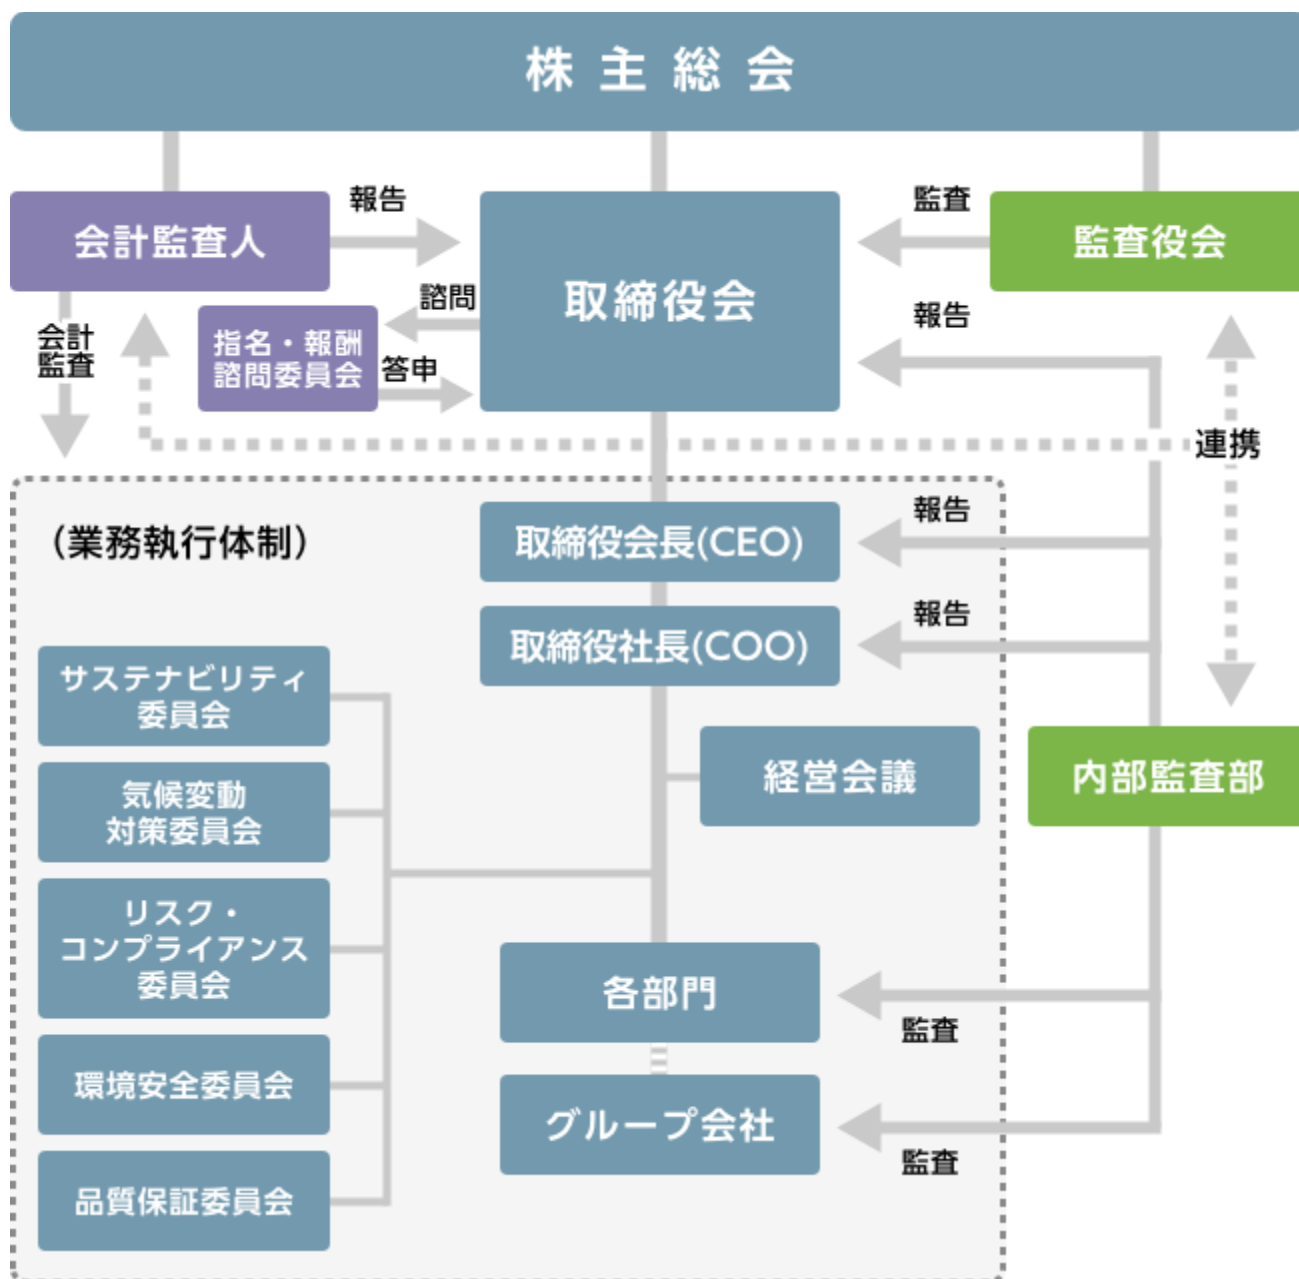 株主総会
報告
監査
会計監査人
取締役会
監査役会
諮問
報告
会計
監査
指名・報酬
諮問委員会
答申
連携
（業務執行体制）
取締役会長(CEO)
報告
取締役社長(COO)
報告
サステナビリティ
委員会
経営会議
内部監査部
気候変動
対策委員会
リスク・
コンプライアンス
委員会
各部門
監査
環境安全委員会
グループ会社
監査
品質保証委員会